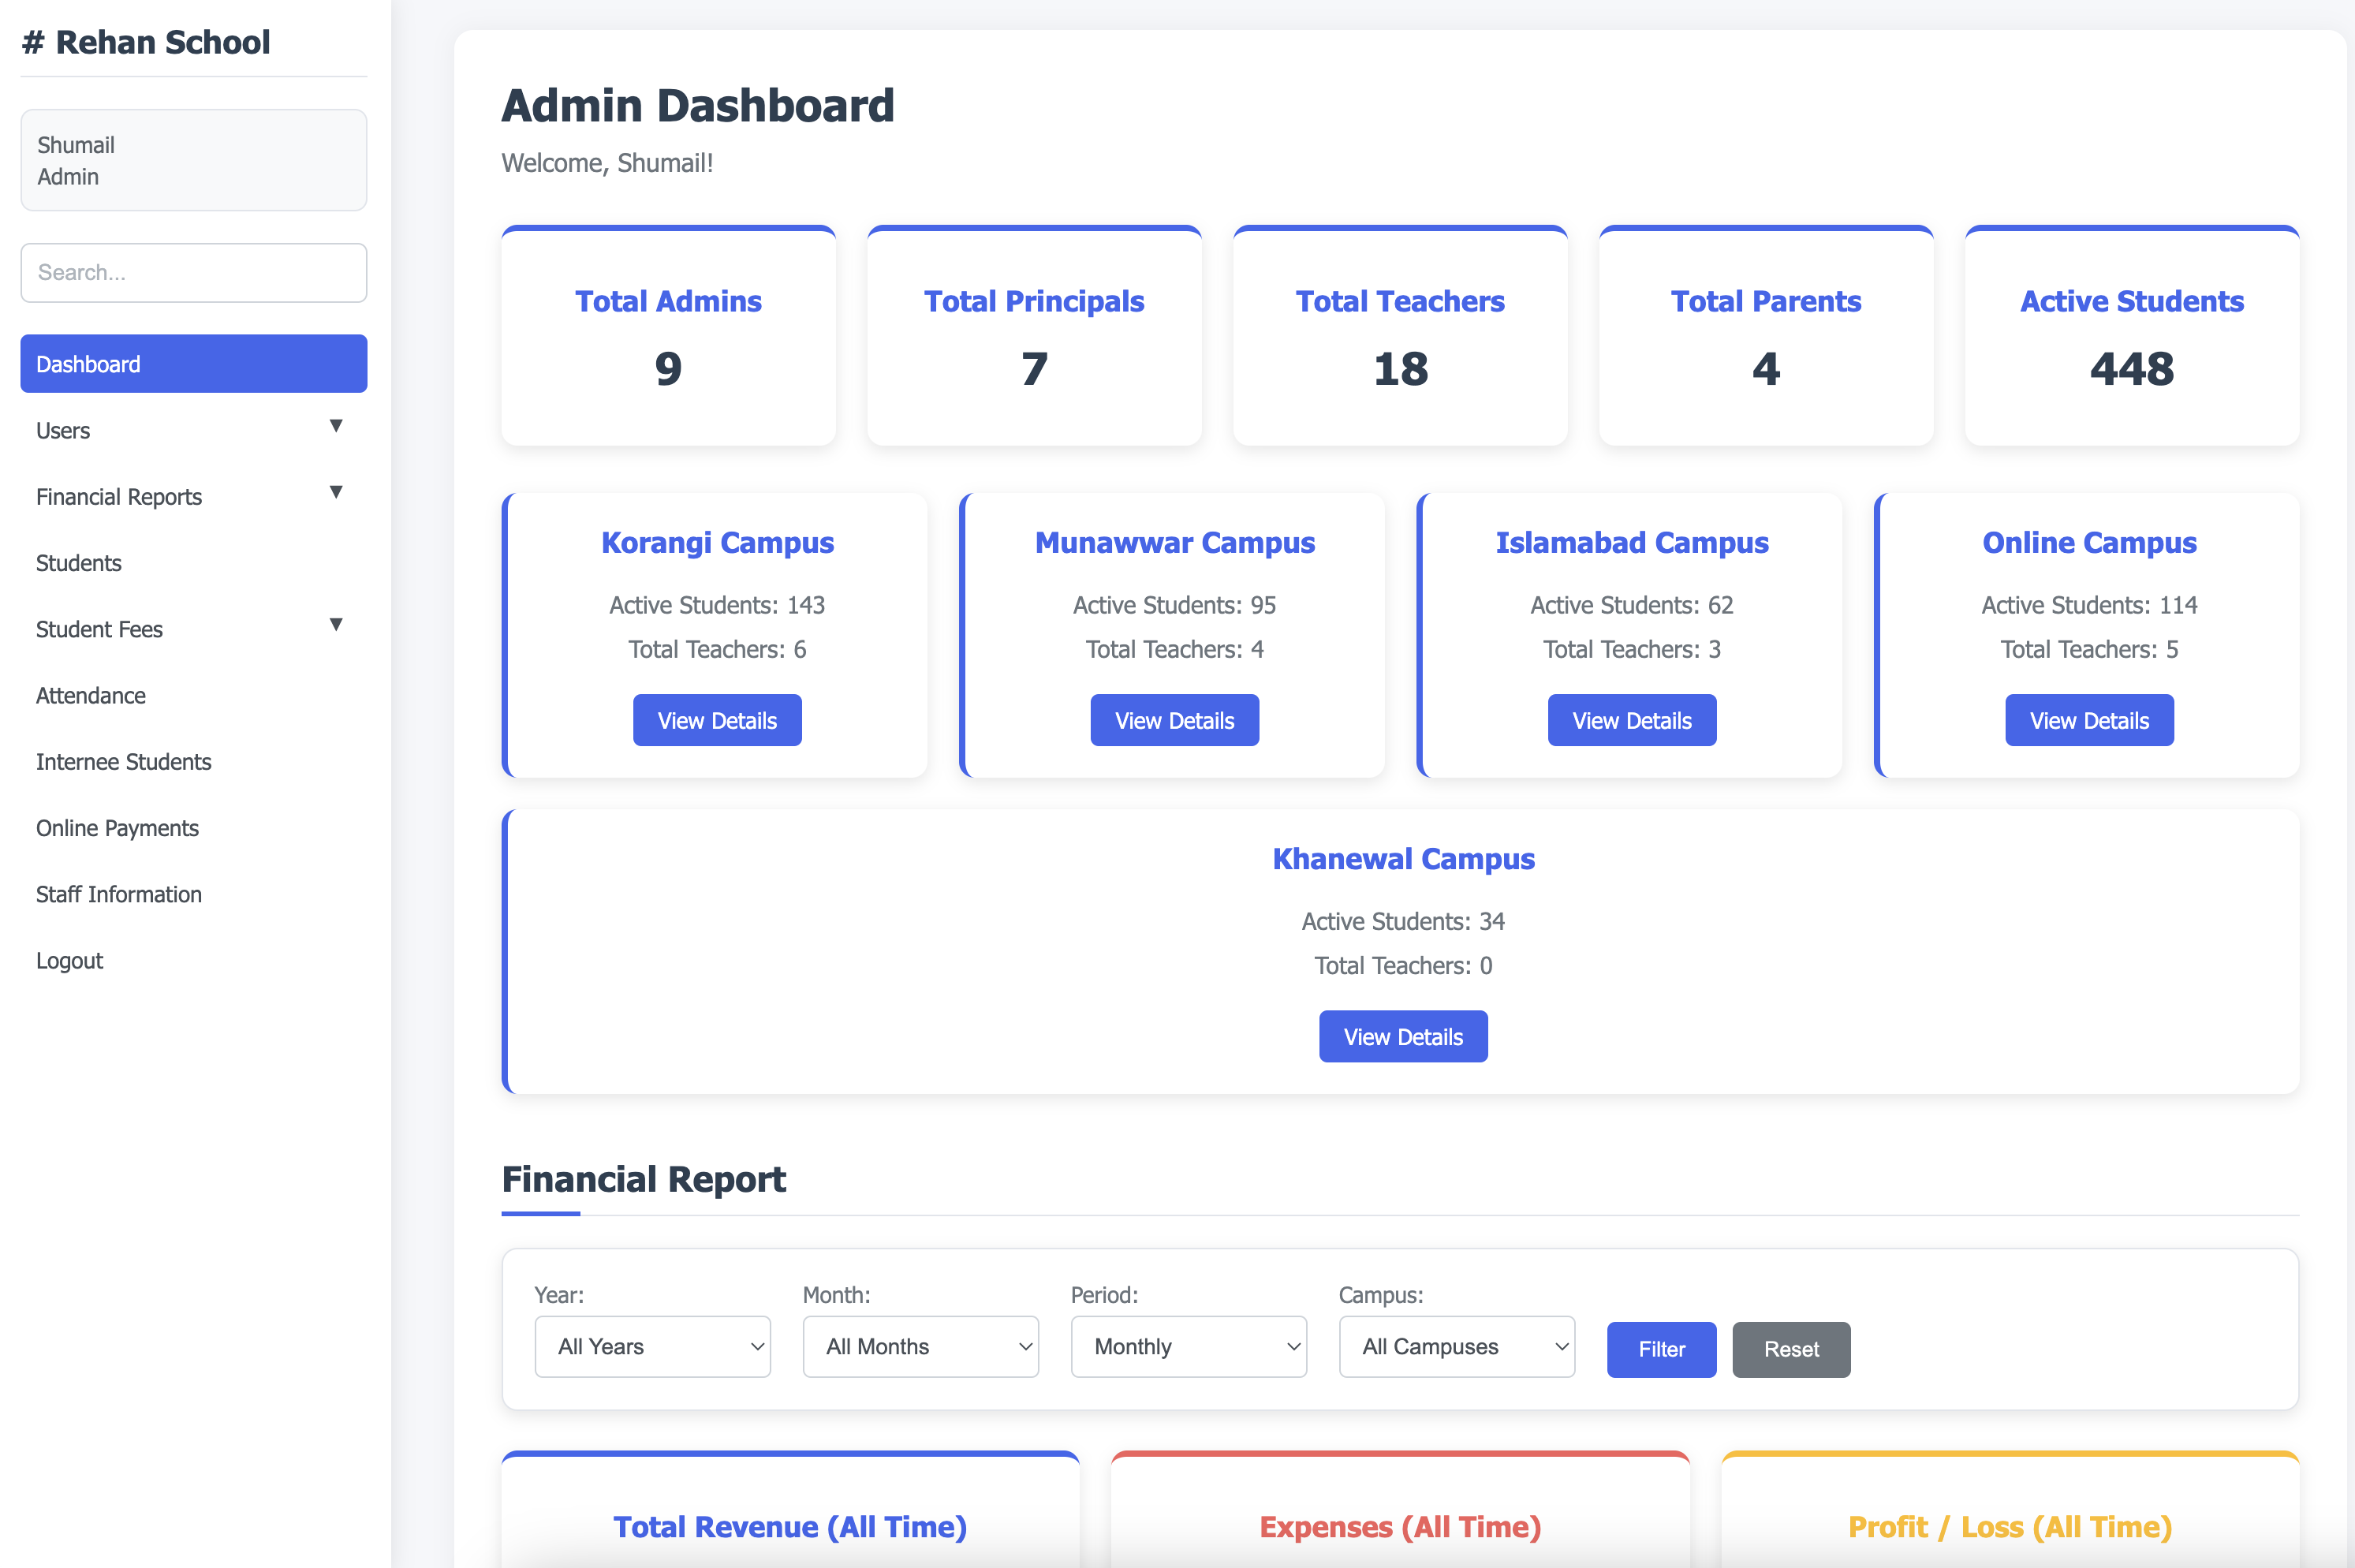 # Rehan School
Shumail
Admin
Search...
Dashboard
Users ▼
Financial Reports ▼
Students
Student Fees ▼
Attendance
Internee Students
Online Payments
Staff Information
Logout
Admin Dashboard
Welcome, Shumail!
Total Admins
9
Total Principals
7
Total Teachers
18
Total Parents
4
Active Students
448
Korangi Campus
Active Students: 143
Total Teachers: 6
View Details
Munawwar Campus
Active Students: 95
Total Teachers: 4
View Details
Islamabad Campus
Active Students: 62
Total Teachers: 3
View Details
Online Campus
Active Students: 114
Total Teachers: 5
View Details
Khanewal Campus
Active Students: 34
Total Teachers: 0
View Details
Financial Report
Year:
All Years
Month:
All Months
Period:
Monthly
Campus:
All Campuses
Filter
Reset
Total Revenue (All Time)
Expenses (All Time)
Profit / Loss (All Time)